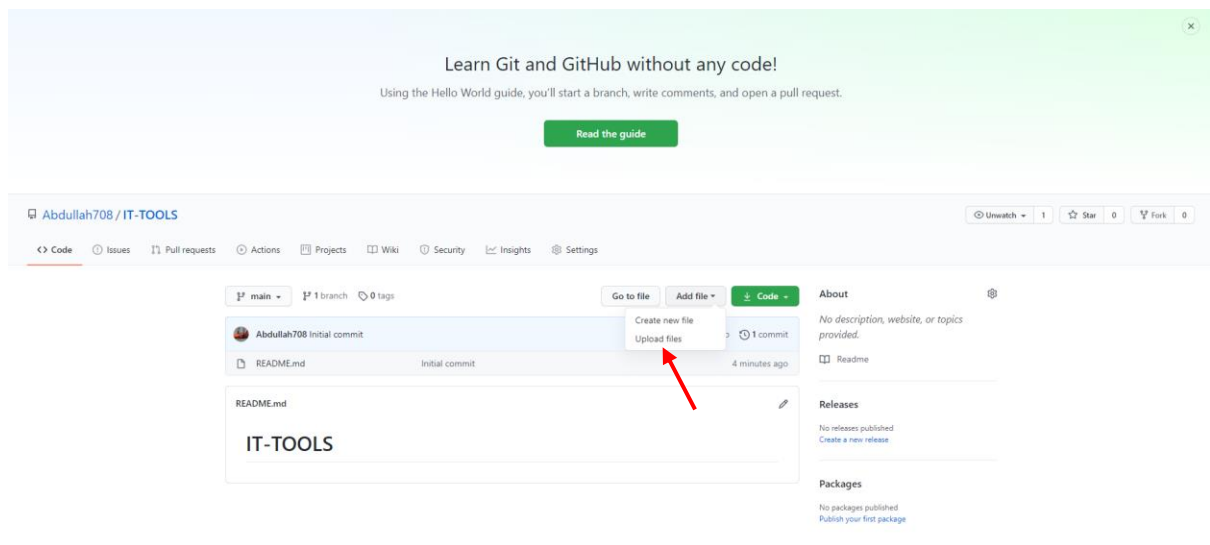 Learn Git and GitHub without any code!
Using the Hello World guide, you'll start a branch, write comments, and open a pull request.
Read the guide
Abdullah708 / IT-TOOLS
Unwatch 1 Star 0 Fork 0
<> Code Issues Pull requests Actions Projects Wiki Security Insights Settings
main 1 branch 0 tags Go to file Add file Code
Create new file
Upload files
Abdullah708 Initial commit 1 commit
README.md Initial commit 4 minutes ago
README.md
IT-TOOLS
About
No description, website, or topics
provided.
Readme
Releases
No releases published
Create a new release
Packages
No packages published
Publish your first package